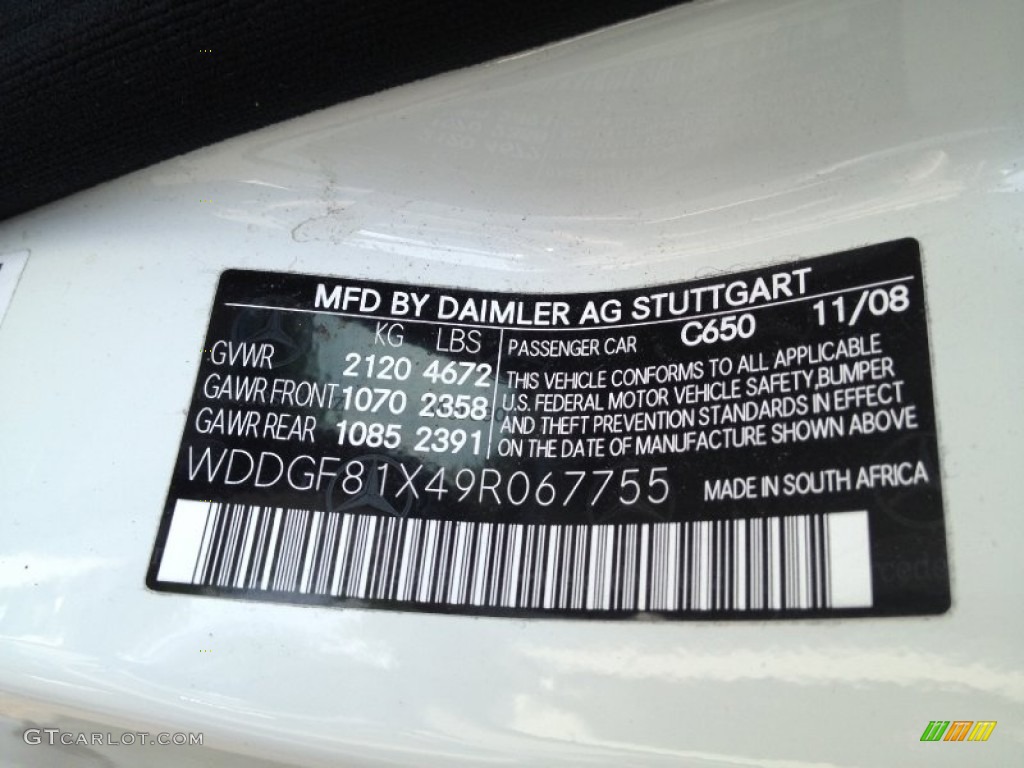 MFD BY DAIMLER AG STUTTGART
KG LBS
GVWR 2120 4672
GAWR FRONT 1070 2358
GAWR REAR 1085 2391
PASSENGER CAR C650 11/08
THIS VEHICLE CONFORMS TO ALL APPLICABLE
U.S. FEDERAL MOTOR VEHICLE SAFETY, BUMPER
AND THEFT PREVENTION STANDARDS IN EFFECT
ON THE DATE OF MANUFACTURE SHOWN ABOVE
WDDGF81X49R067755 MADE IN SOUTH AFRICA
GTCARLOT.COM